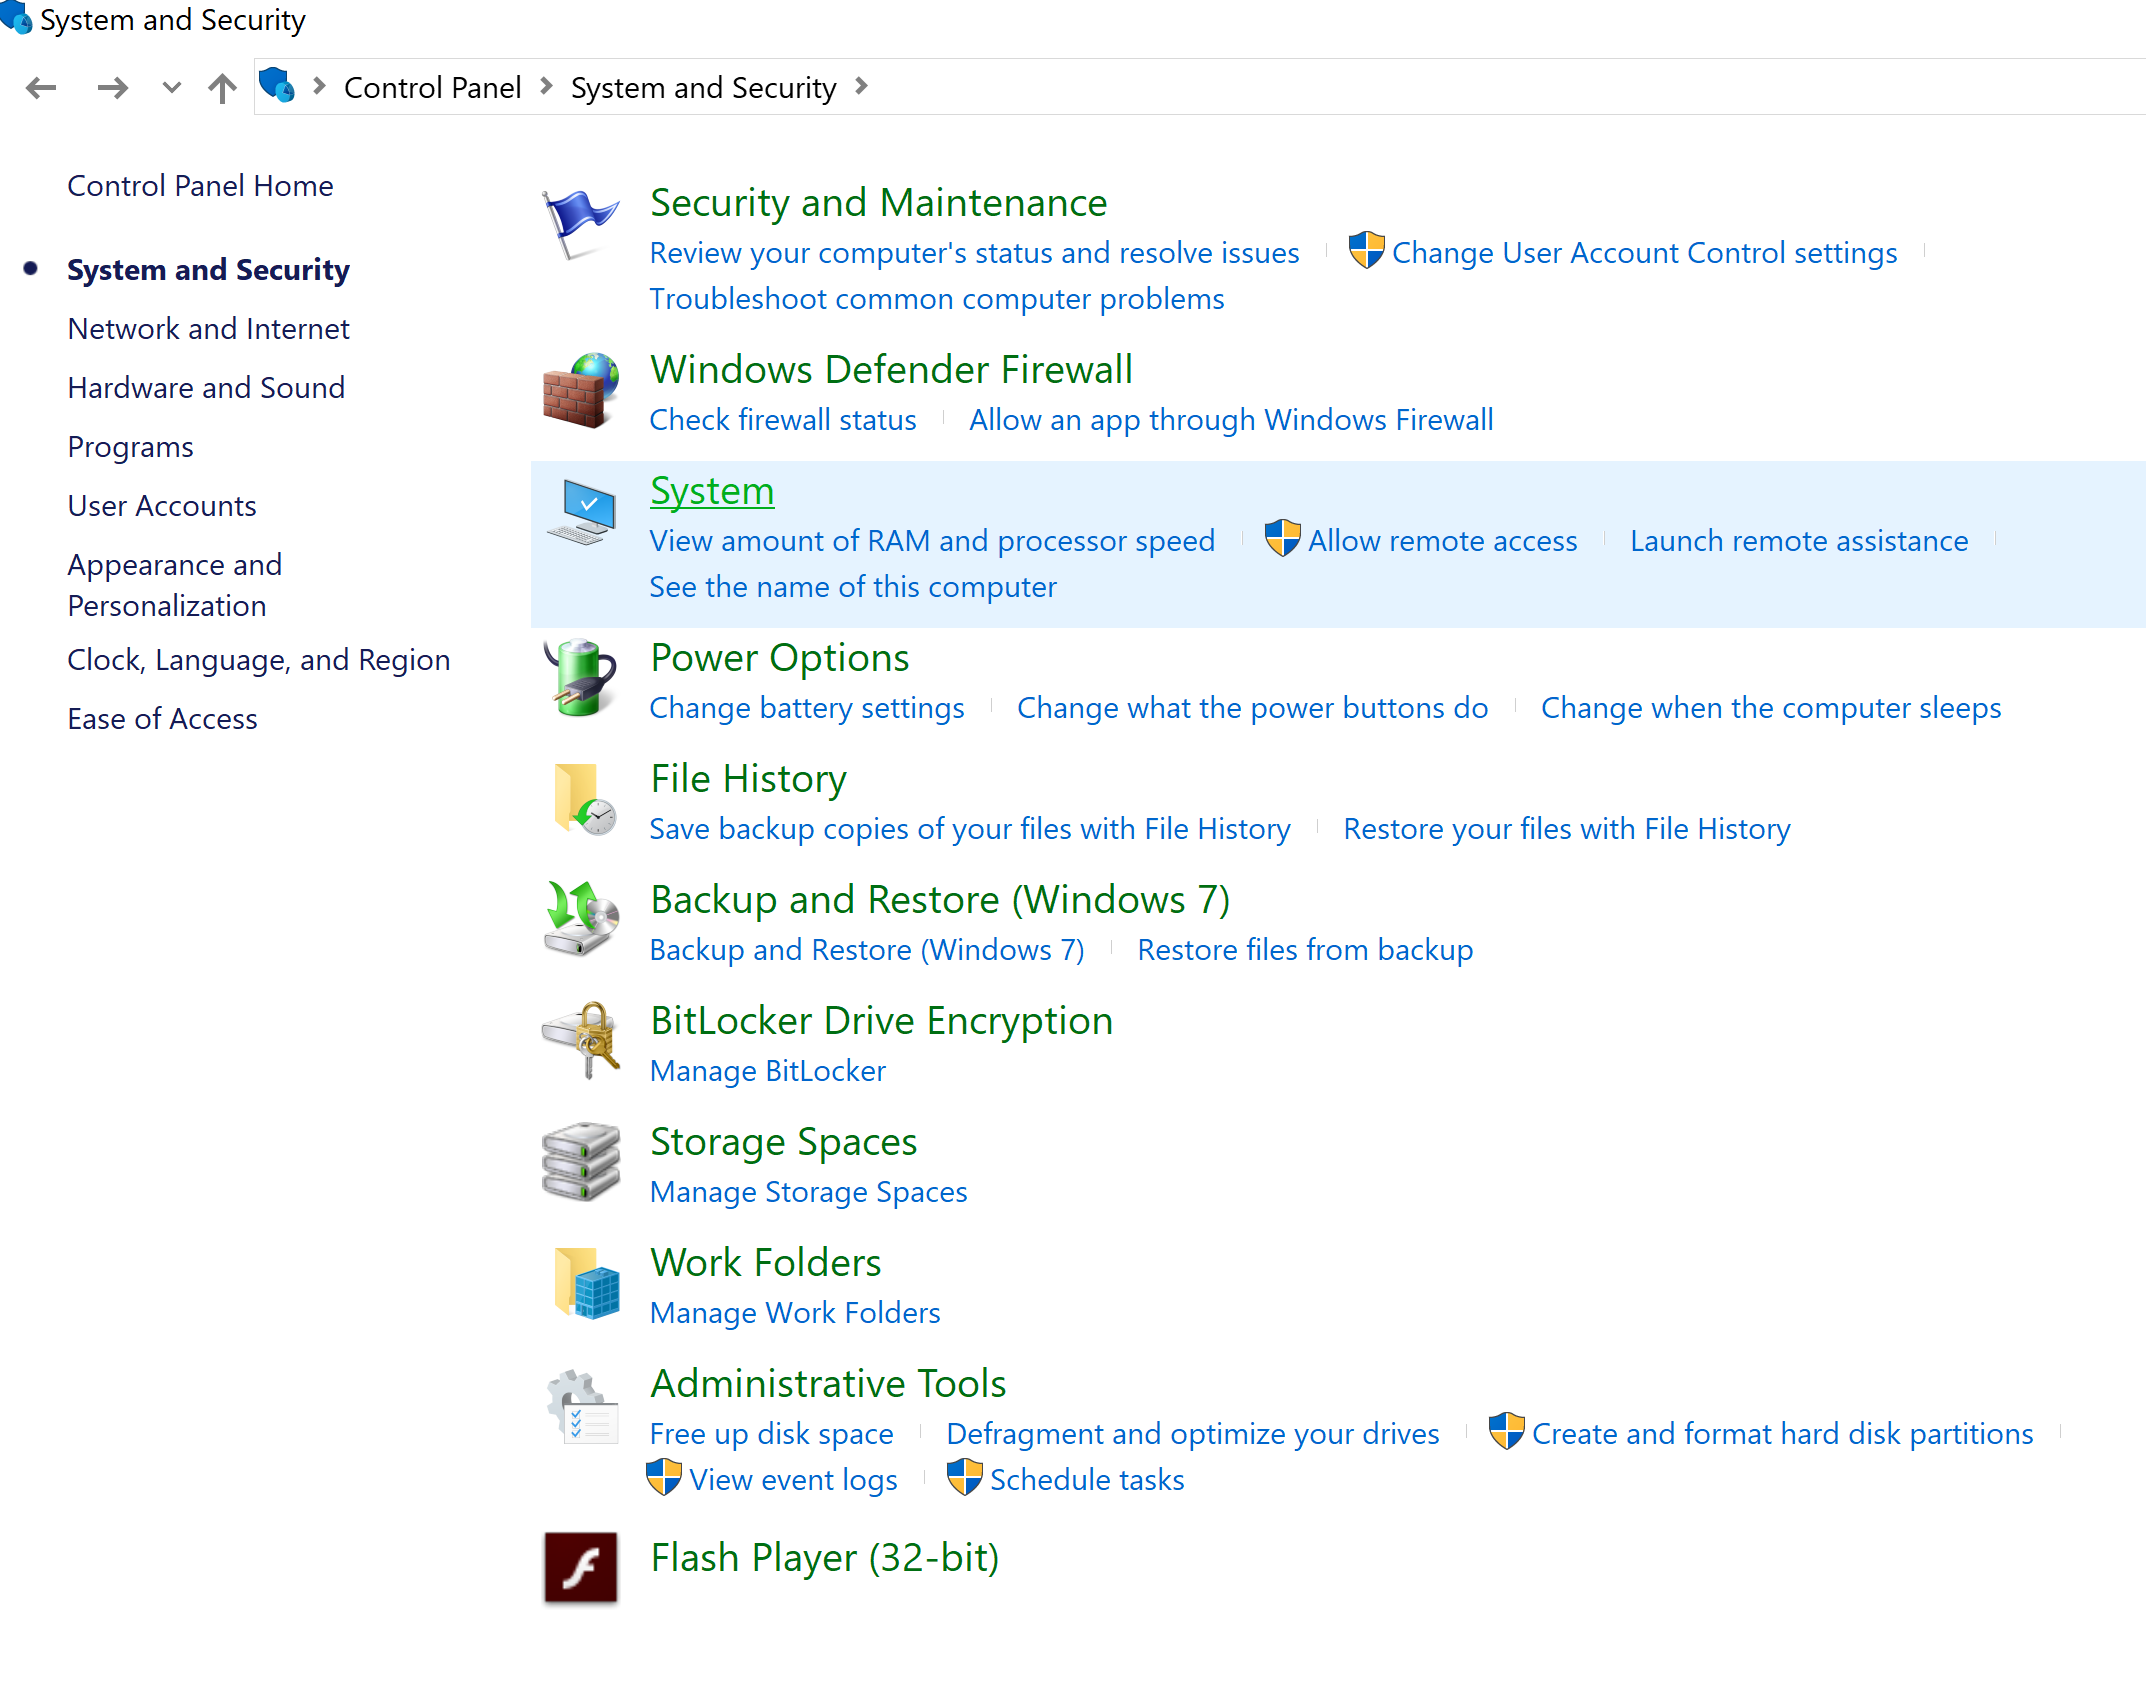 System and Security
Control Panel System and Security
Control Panel Home
System and Security
Network and Internet
Hardware and Sound
Programs
User Accounts
Appearance and
Personalization
Clock, Language, and Region
Ease of Access
Security and Maintenance
Review your computer's status and resolve issues Change User Account Control settings
Troubleshoot common computer problems
Windows Defender Firewall
Check firewall status Allow an app through Windows Firewall
System
View amount of RAM and processor speed Allow remote access Launch remote assistance
See the name of this computer
Power Options
Change battery settings Change what the power buttons do Change when the computer sleeps
File History
Save backup copies of your files with File History Restore your files with File History
Backup and Restore (Windows 7)
Backup and Restore (Windows 7) Restore files from backup
BitLocker Drive Encryption
Manage BitLocker
Storage Spaces
Manage Storage Spaces
Work Folders
Manage Work Folders
Administrative Tools
Free up disk space Defragment and optimize your drives Create and format hard disk partitions
View event logs Schedule tasks
Flash Player (32-bit)